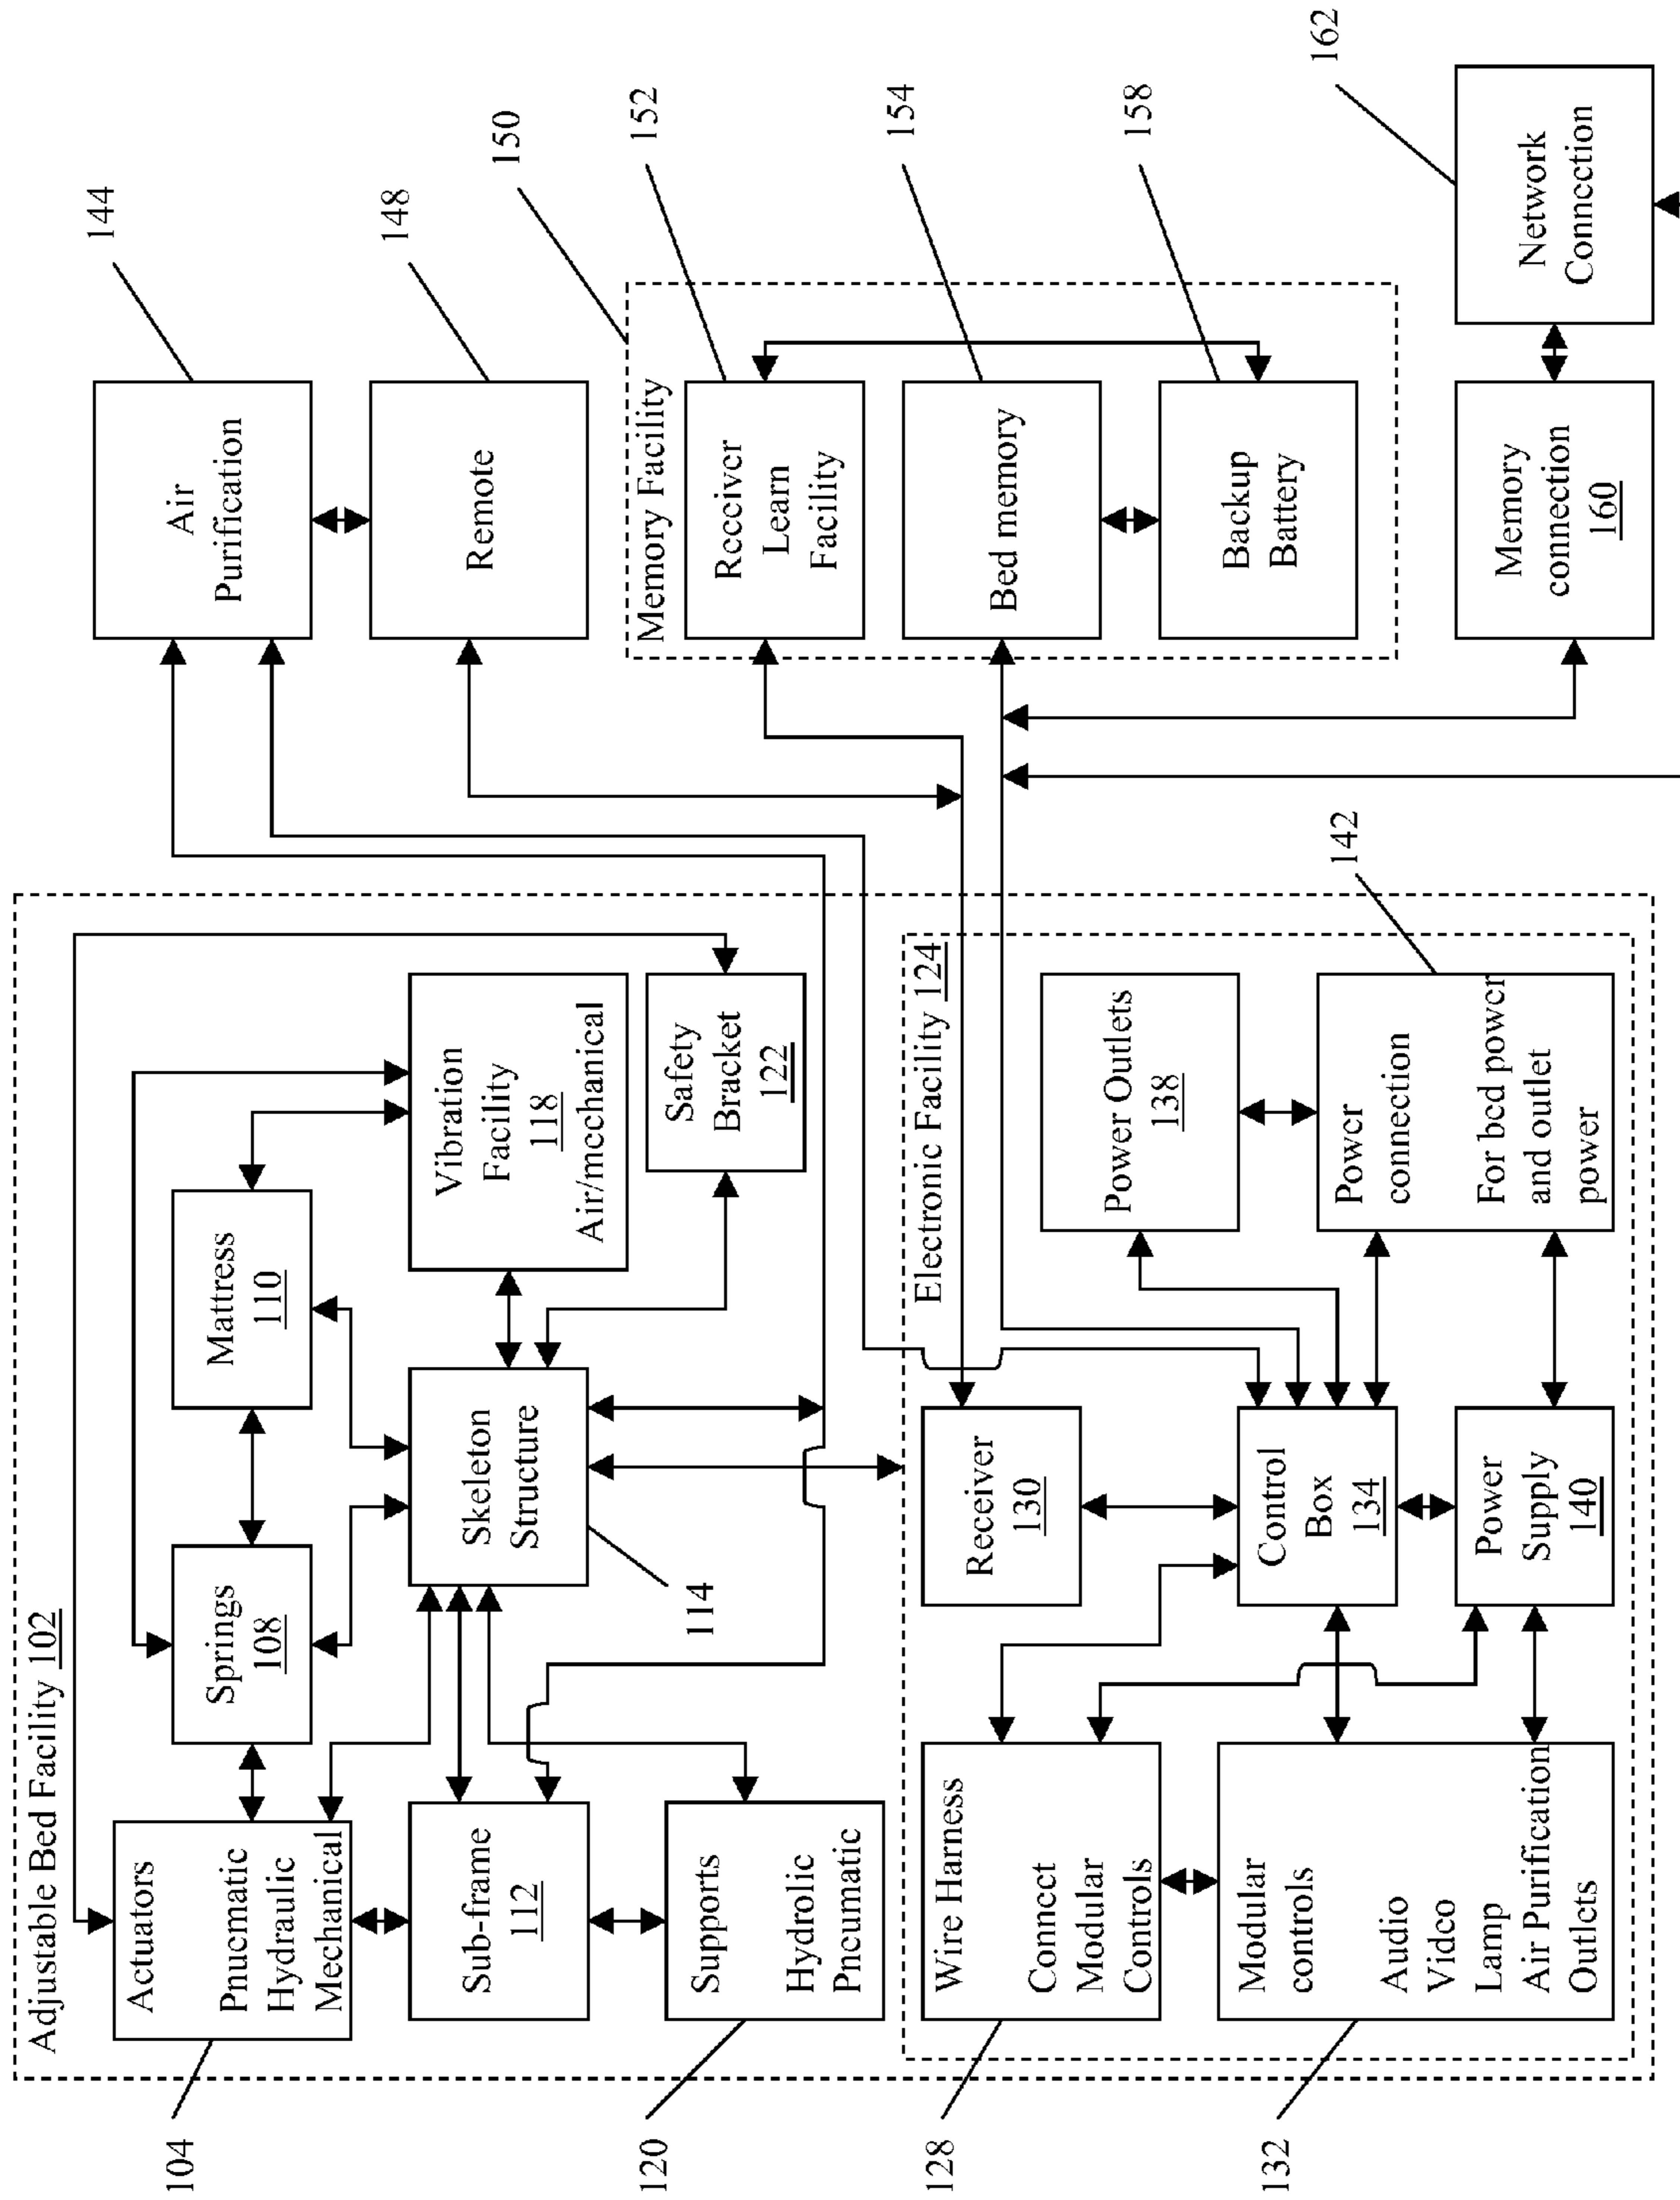 Adjustable Bed Facility 102
104
Actuators
Pneumatic
Hydraulic
Mechanical
Springs
108
Mattress
110
Sub-frame
112
Skeleton
Structure
114
Vibration
Facility
118
Air/mechanical
120
Supports
Hydrolic
Pneumatic
Safety
Bracket
122
Electronic Facility 124
128
Wire Harness
Connect
Modular
Controls
Receiver
130
Power Outlets
138
132
Modular
controls
Audio
Video
Lamp
Air Purification
Outlets
Control
Box
134
Power
Supply
140
Power
connection
For bed power
and outlet
power
142
Air
Purification
144
Remote
148
150
Memory Facility
Receiver
Learn
Facility
152
Bed memory
154
Backup
Battery
158
Memory
connection
160
Network
Connection
162